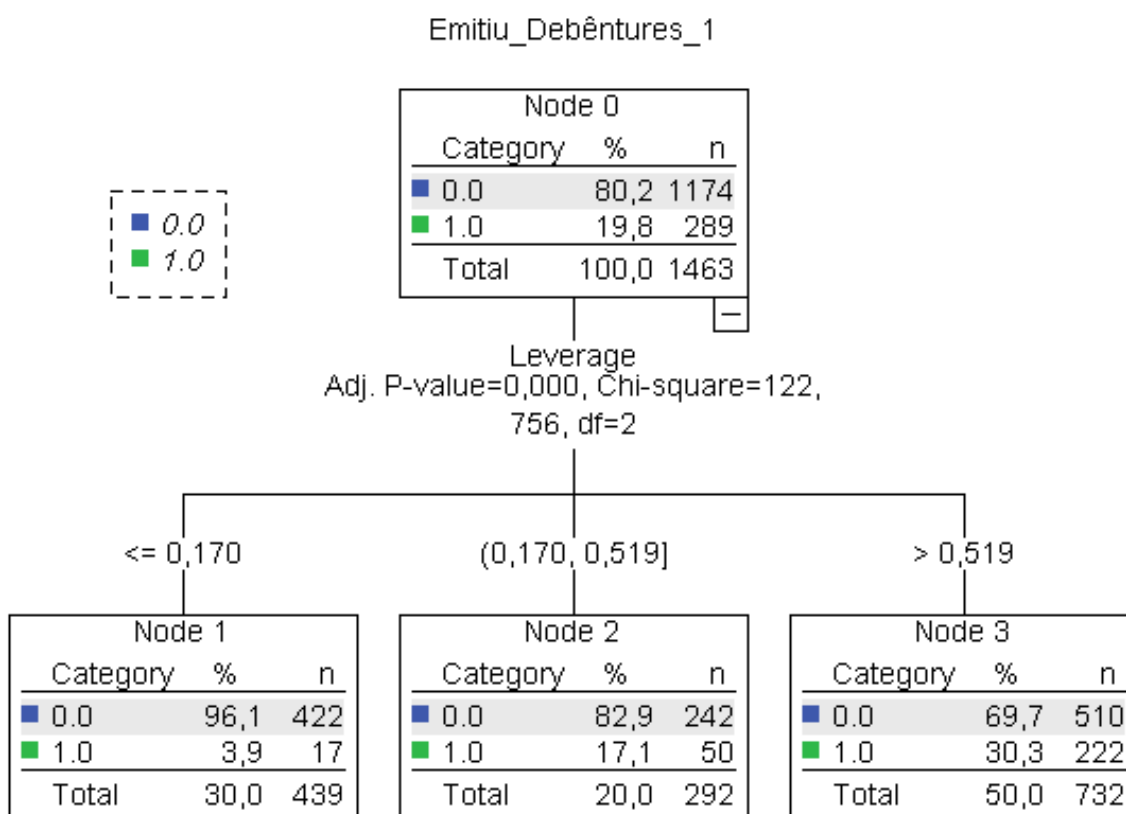 Emitiu_Debêntures_1
Node 0
Category % n
0.0 80,2 1174
1.0 19,8 289
Total 100,0 1463
0.0
1.0
Leverage
Adj. P-value=0,000, Chi-square=122,
756, df=2
<= 0,170
(0,170, 0,519]
> 0,519
Node 1
Category % n
0.0 96,1 422
1.0 3,9 17
Total 30,0 439
Node 2
Category % n
0.0 82,9 242
1.0 17,1 50
Total 20,0 292
Node 3
Category % n
0.0 69,7 510
1.0 30,3 222
Total 50,0 732